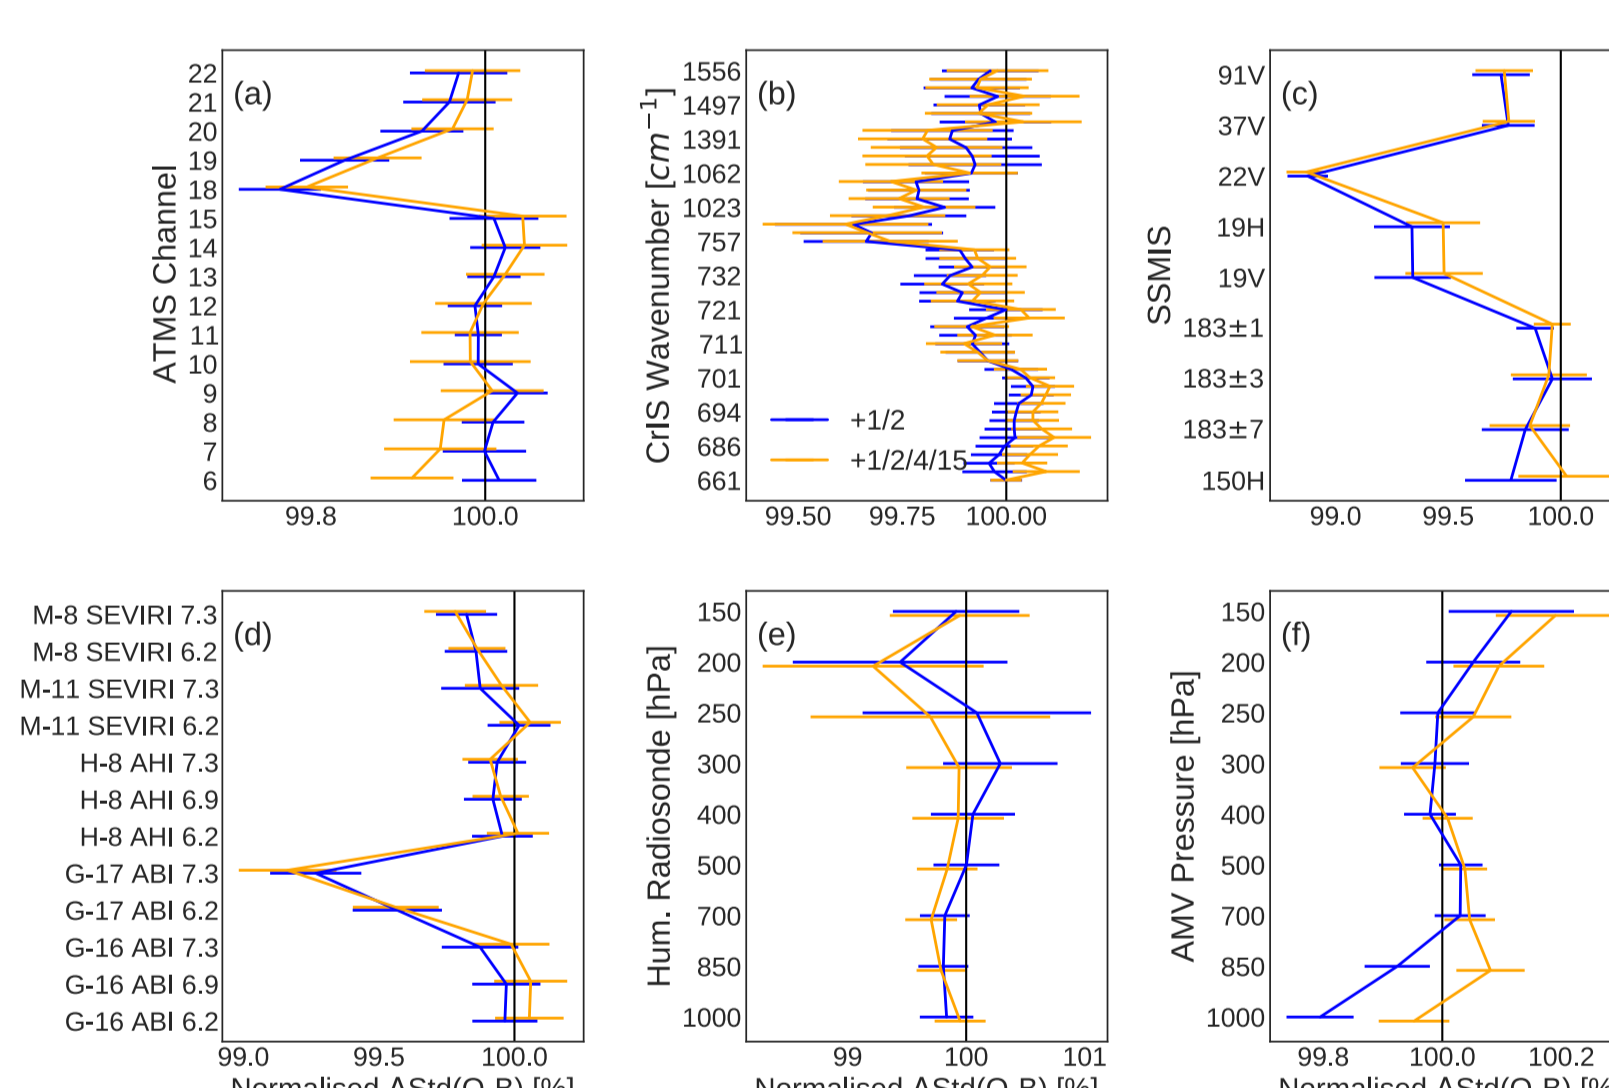 (a)
ATMS Channel
22
21
20
19
18
15
14
13
12
11
10
9
8
7
6
99.8 100.0
(b)
CrIS Wavenumber [cm⁻¹]
1556
1497
1391
1062
1023
757
732
721
711
701
694
686
661
+1/2
+1/2/4/15
99.50 99.75 100.00
(c)
SSMIS
91V
37V
22V
19H
19V
183±1
183±3
183±7
150H
99.0 99.5 100.0
(d)
M-8 SEVIRI 7.3
M-8 SEVIRI 6.2
M-11 SEVIRI 7.3
M-11 SEVIRI 6.2
H-8 AHI 7.3
H-8 AHI 6.9
H-8 AHI 6.2
G-17 ABI 7.3
G-17 ABI 6.2
G-16 ABI 7.3
G-16 ABI 6.9
G-16 ABI 6.2
99.0 99.5 100.0
Normalised ΔStd(O-B) [%]
(e)
Hum. Radiosonde [hPa]
150
200
250
300
400
500
700
850
1000
99 100 101
Normalised ΔStd(O-B) [%]
(f)
AMV Pressure [hPa]
150
200
250
300
400
500
700
850
1000
99.8 100.0 100.2
Normalised ΔStd(O-B) [%